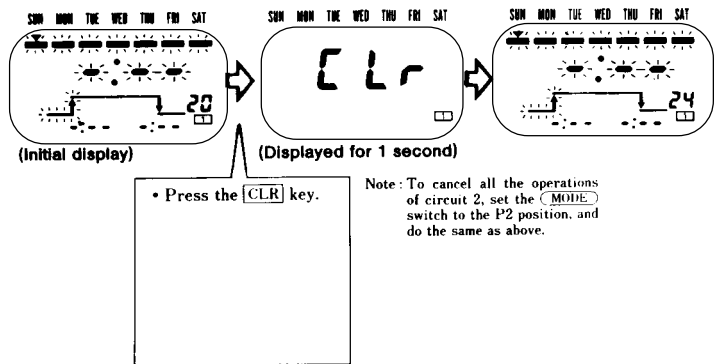 SUN MON TUE WED THU FRI SAT
20
1
(Initial display)
SUN MON TUE WED THU FRI SAT
CLr
1
(Displayed for 1 second)
SUN MON TUE WED THU FRI SAT
24
1
• Press the CLR key.
Note : To cancel all the operations
of circuit 2, set the MODE
switch to the P2 position, and
do the same as above.